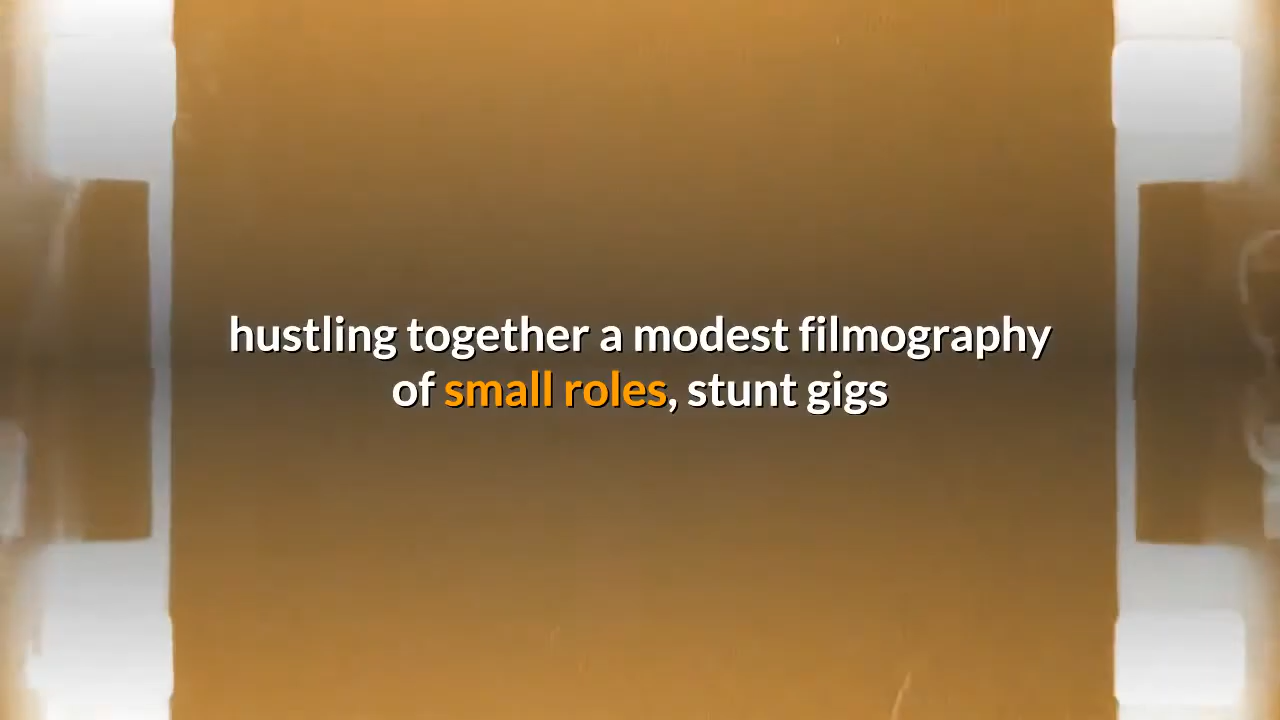 hustling together a modest filmography
of small roles, stunt gigs